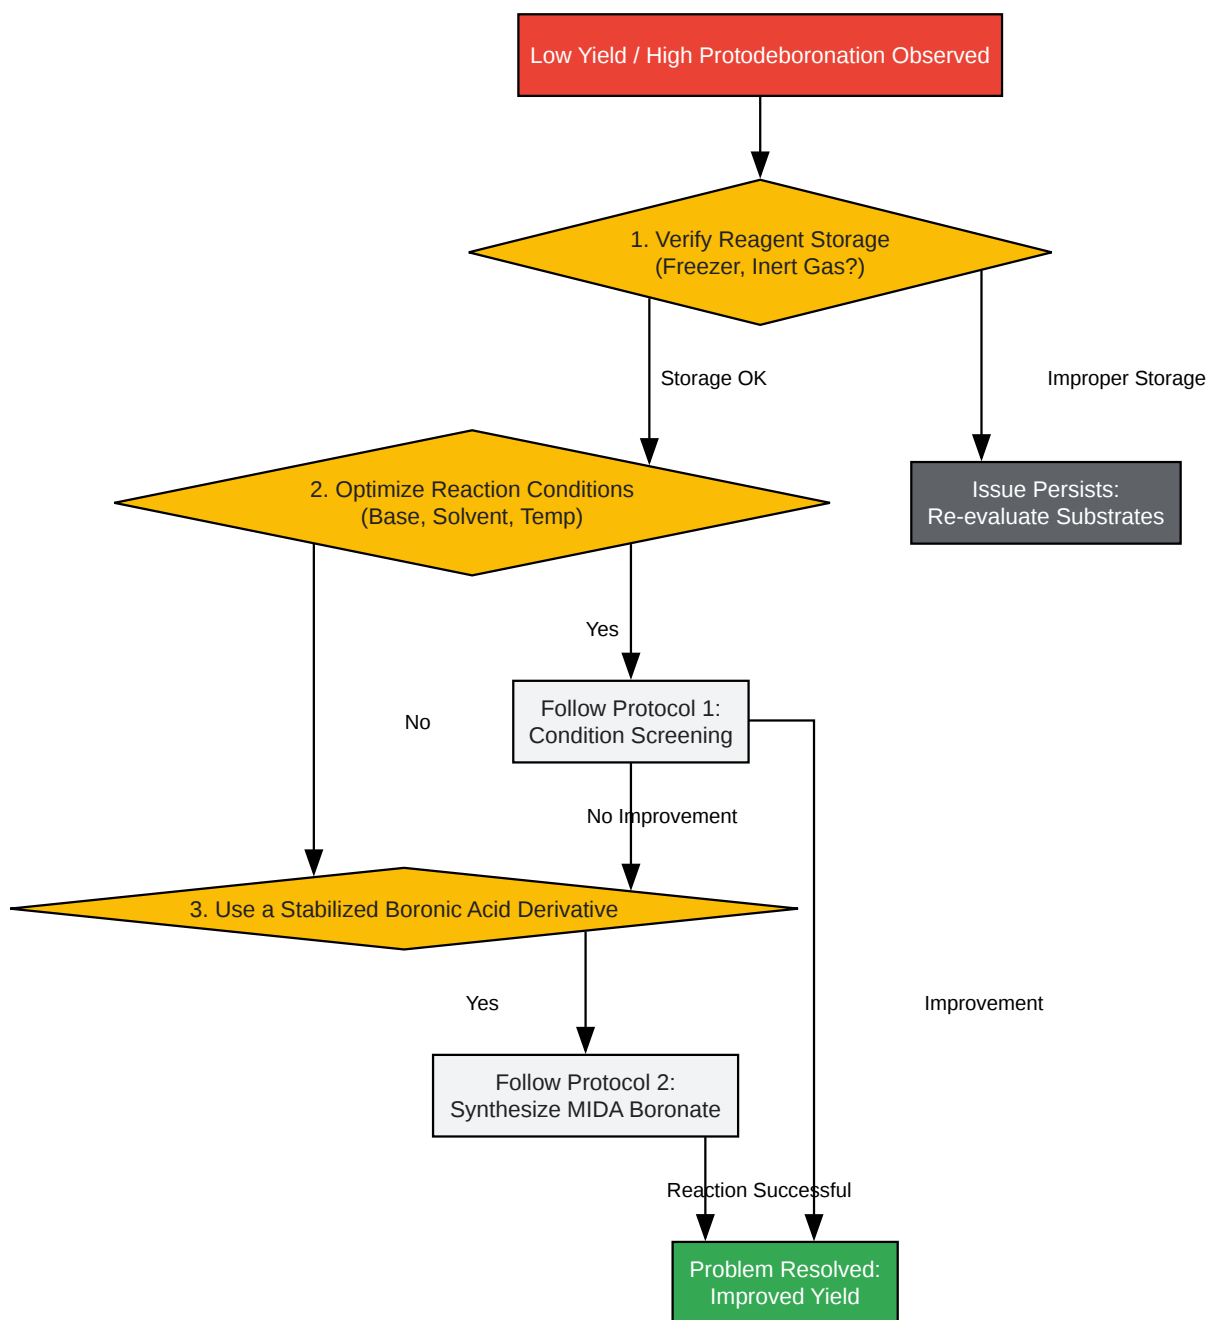 Low Yield / High Protodeboronation Observed
1. Verify Reagent Storage
(Freezer, Inert Gas?)
Storage OK
Improper Storage
2. Optimize Reaction Conditions
(Base, Solvent, Temp)
Issue Persists:
Re-evaluate Substrates
Yes
No
Follow Protocol 1:
Condition Screening
No Improvement
3. Use a Stabilized Boronic Acid Derivative
Yes
Improvement
Follow Protocol 2:
Synthesize MIDA Boronate
Reaction Successful
Problem Resolved:
Improved Yield